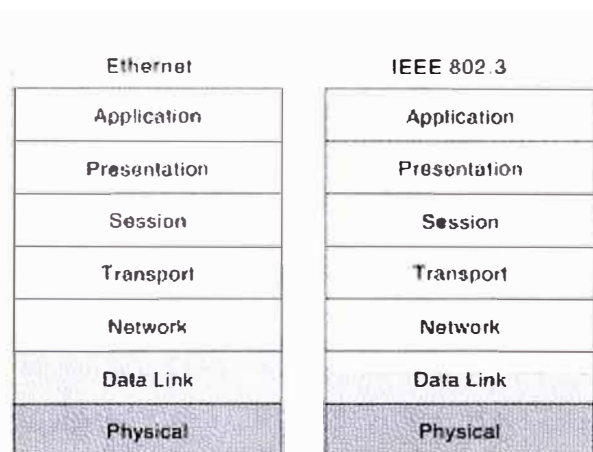 Ethernet
Application
Presentation
Session
Transport
Network
Data Link
Physical
IEEE 802.3
Application
Presentation
Session
Transport
Network
Data Link
Physical